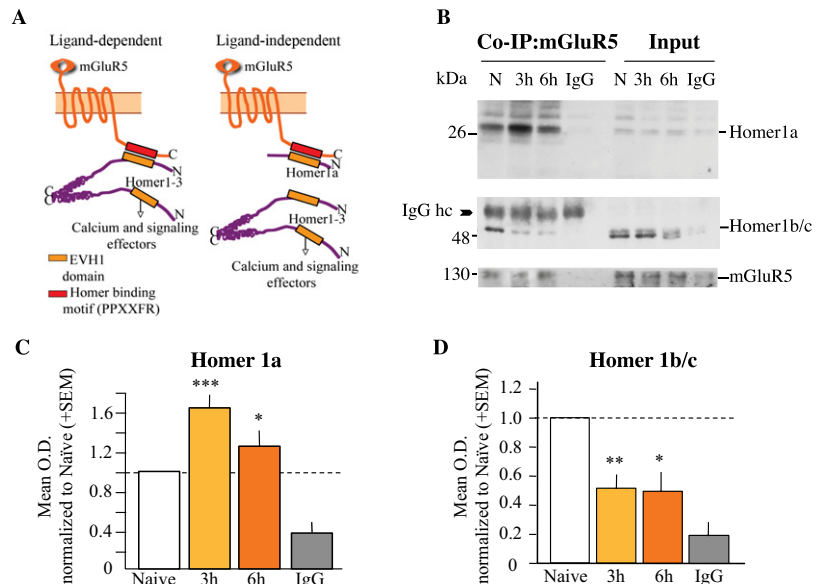 A
Ligand-dependent
mGluR5
C
Homer1-3
C
C
N
N
Calcium and signaling
effectors
EVH1
domain
Homer binding
motif (PPXXFR)
Ligand-independent
mGluR5
C
N
Homer1a
N
Homer1-3
C
C
N
Calcium and signaling
effectors
B
Co-IP:mGluR5 Input
kDa N 3h 6h IgG N 3h 6h IgG
26 Homer1a
IgG hc
48 Homer1b/c
130 mGluR5
C
Homer 1a
Mean O.D.
normalized to Naïve (+SEM)
1.6
1.2
0.8
0.4
0
***
*
Naive 3h 6h IgG
D
Homer 1b/c
Mean O.D.
normalized to Naïve (+SEM)
1.2
1.0
0.8
0.6
0.4
0.2
0
**
*
Naive 3h 6h IgG